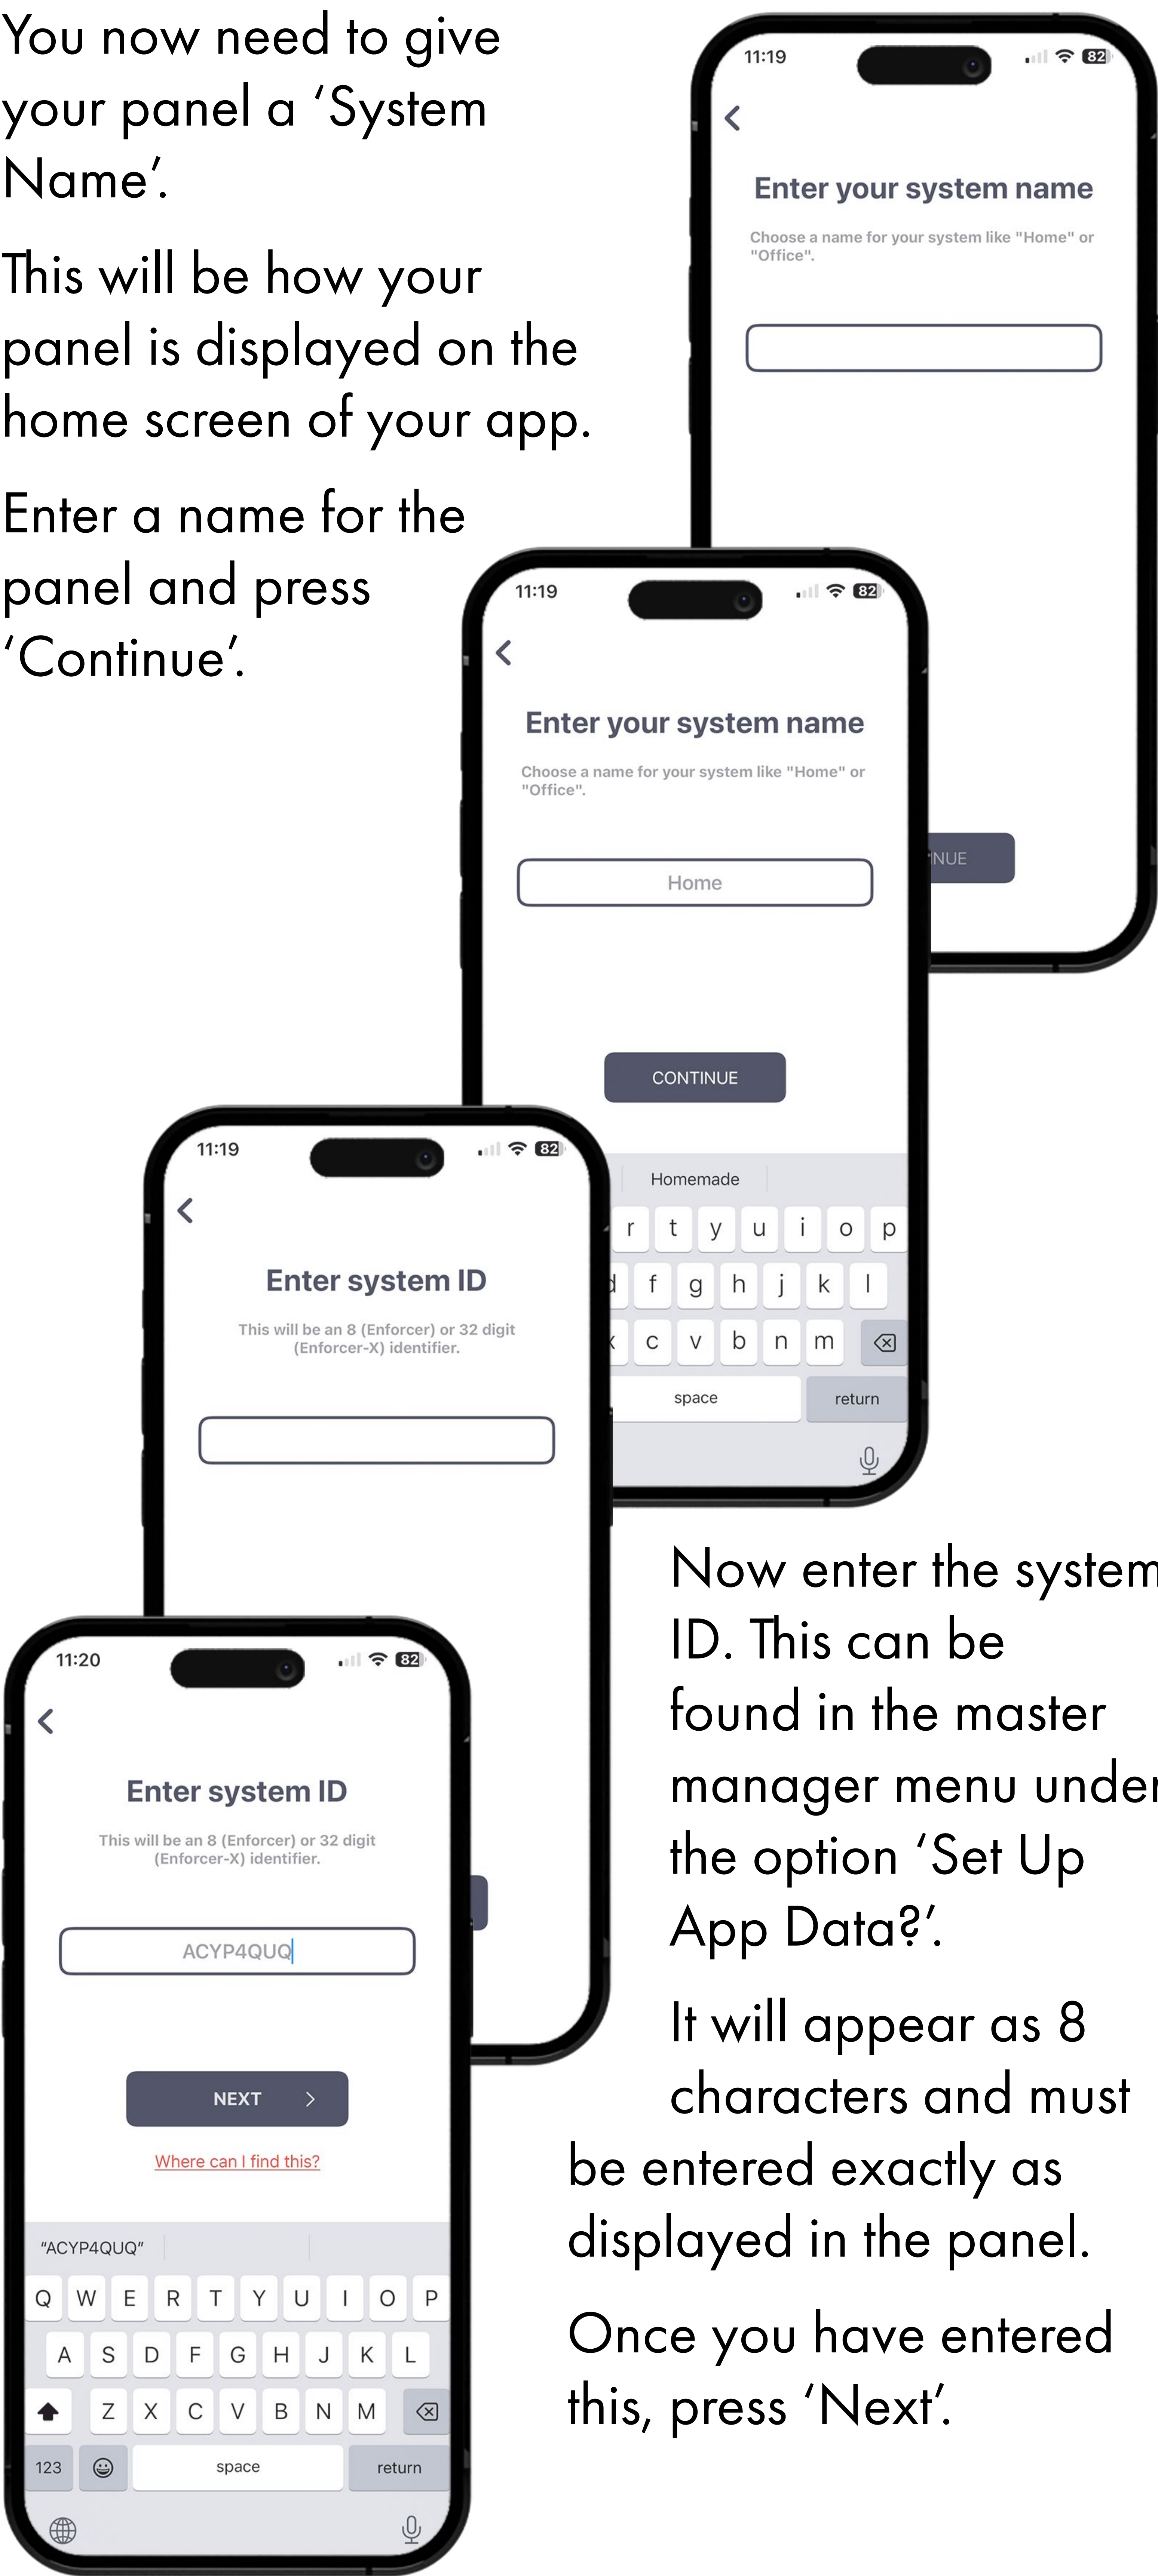 You now need to give
your panel a ‘System
Name’.
This will be how your
panel is displayed on the
home screen of your app.
Enter a name for the
panel and press
‘Continue’.
11:19
82
Enter your system name
Choose a name for your system like "Home" or
"Office".
NUE
11:19
82
Enter your system name
Choose a name for your system like "Home" or
"Office".
Home
CONTINUE
Homemade
r t y u i o p
d f g h j k l
x c v b n m
space return
11:19
82
Enter system ID
This will be an 8 (Enforcer) or 32 digit
(Enforcer-X) identifier.
11:20
82
Enter system ID
This will be an 8 (Enforcer) or 32 digit
(Enforcer-X) identifier.
ACYP4QUQ
NEXT
Where can I find this?
“ACYP4QUQ”
Q W E R T Y U I O P
A S D F G H J K L
Z X C V B N M
123 space return
Now enter the system
ID. This can be
found in the master
manager menu under
the option ‘Set Up
App Data?’.
It will appear as 8
characters and must
be entered exactly as
displayed in the panel.
Once you have entered
this, press ‘Next’.